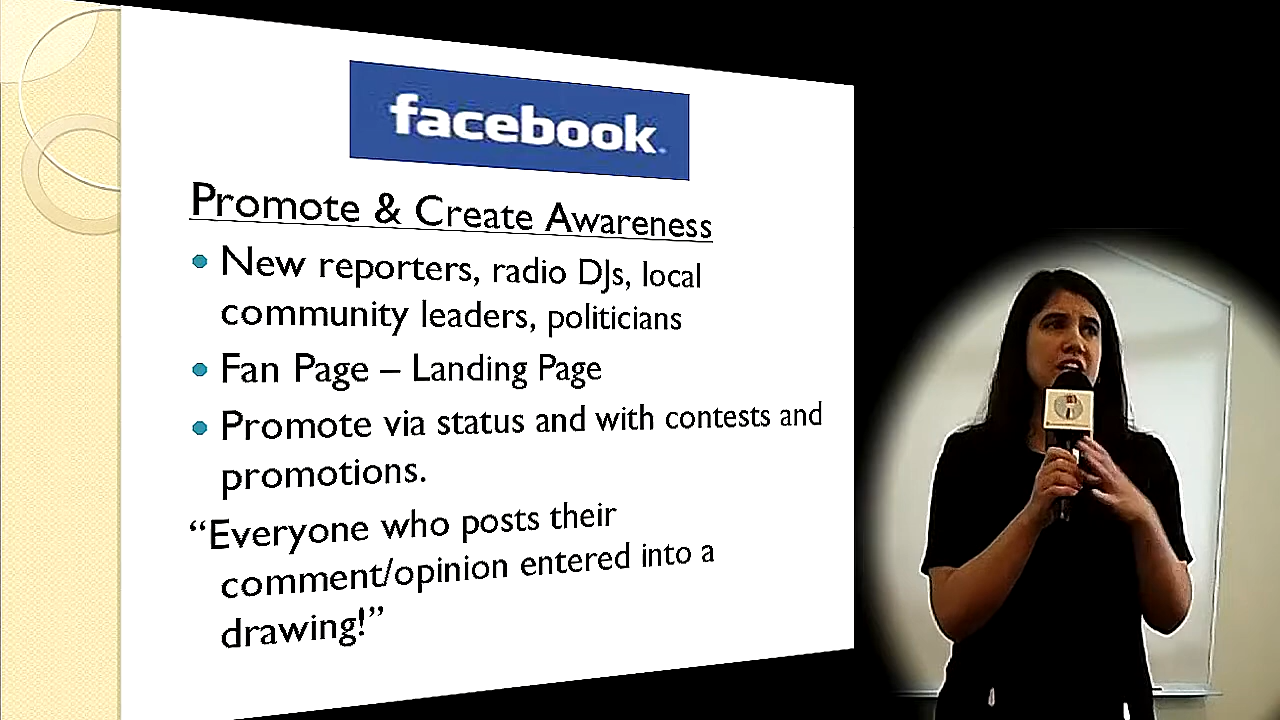 facebook.
Promote & Create Awareness
• New reporters, radio DJs, local
community leaders, politicians
• Fan Page – Landing Page
• Promote via status and with contests and
promotions.
“Everyone who posts their
comment/opinion entered into a
drawing!”